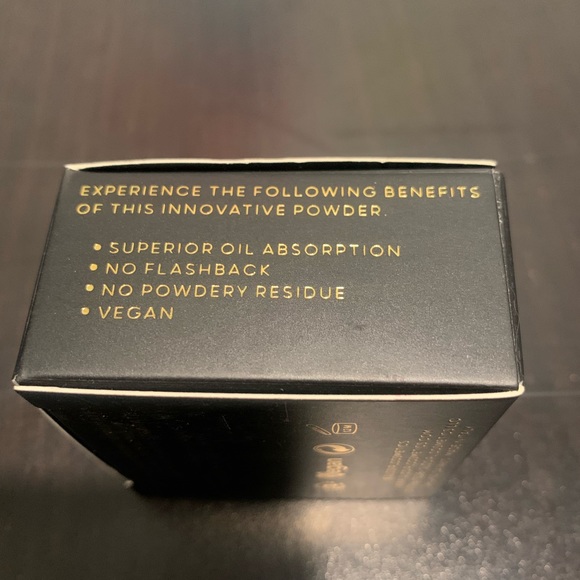 EXPERIENCE THE FOLLOWING BENEFITS
OF THIS INNOVATIVE POWDER.
• SUPERIOR OIL ABSORPTION
• NO FLASHBACK
• NO POWDERY RESIDUE
• VEGAN